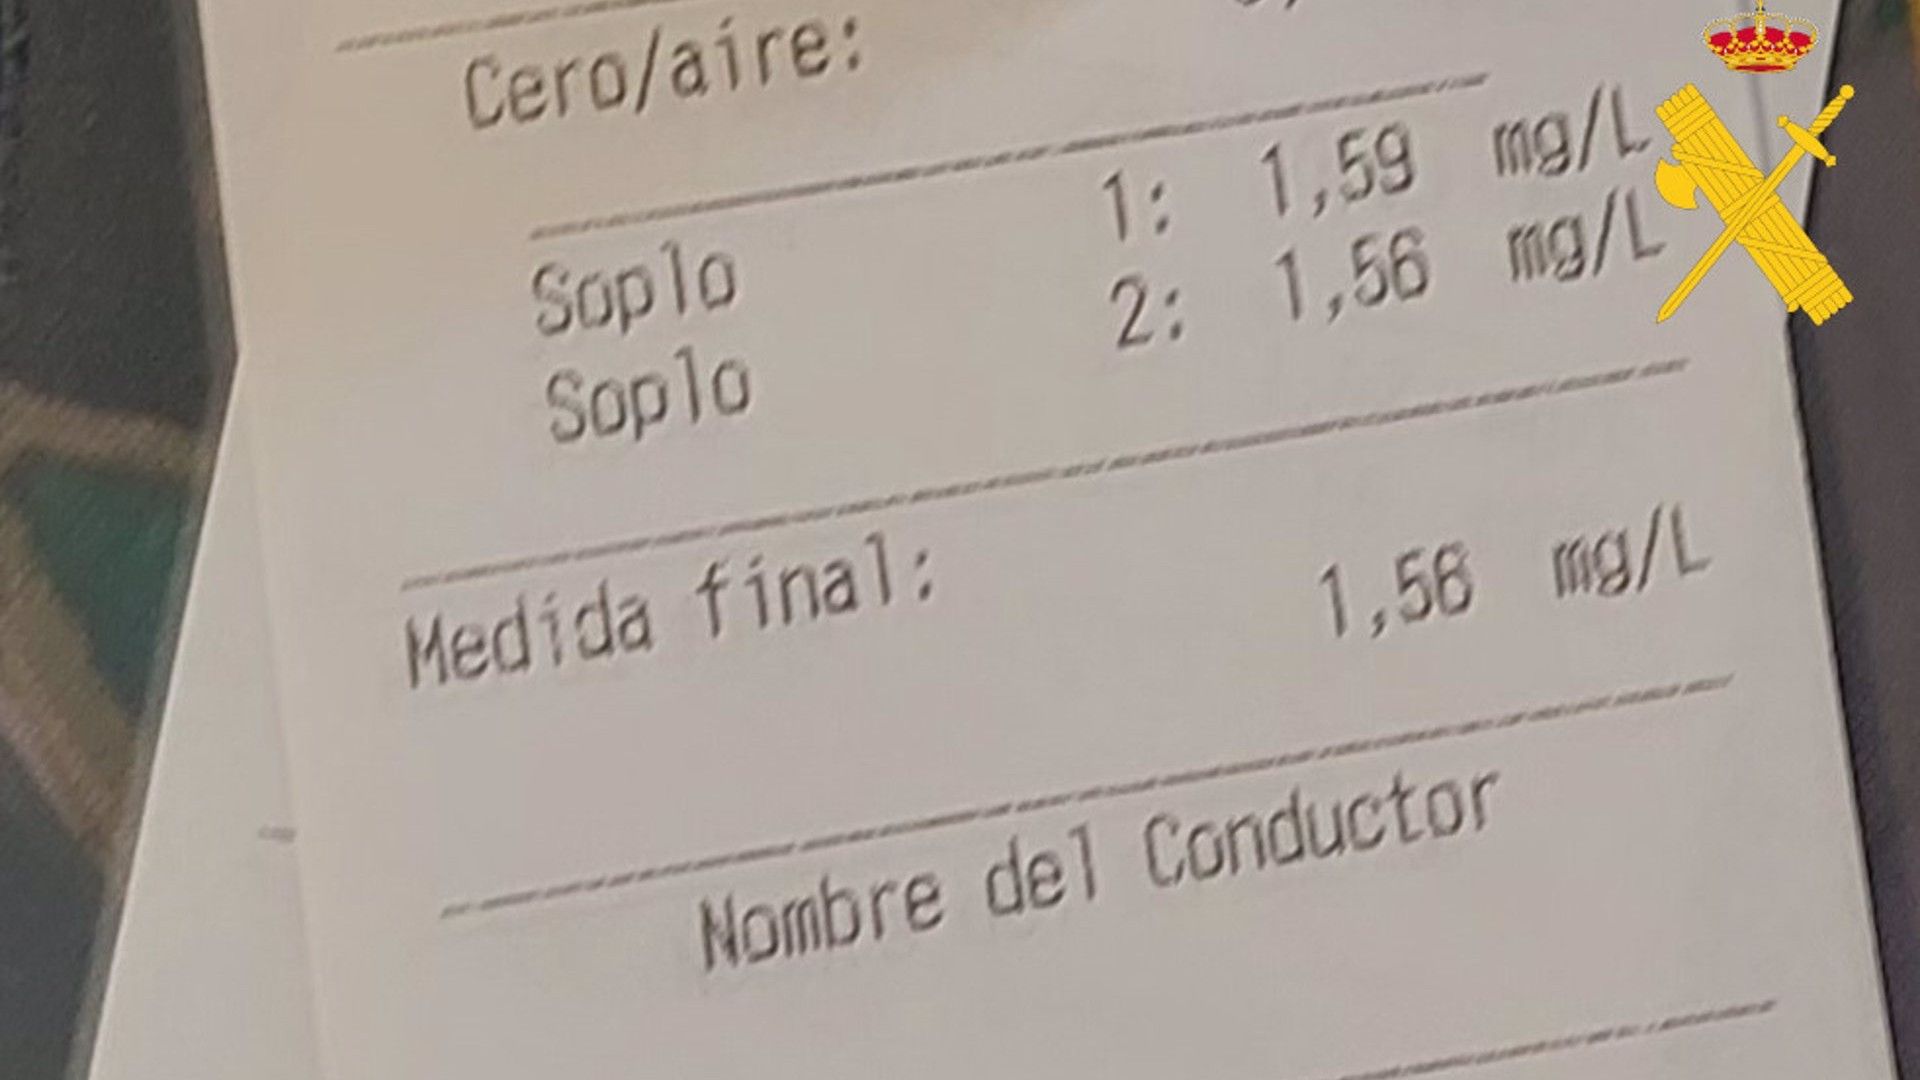 Cero/aire:
Soplo 1: 1,59 mg/L
Soplo 2: 1,56 mg/L
Medida final: 1,56 mg/L
Nombre del Conductor